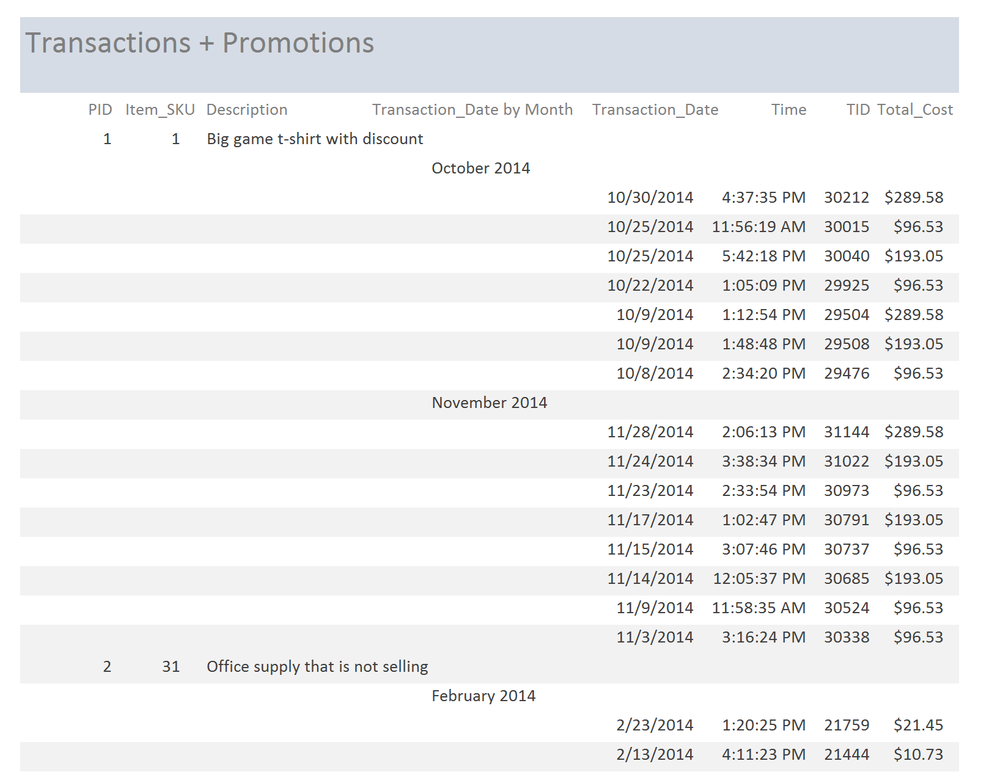 Transactions + Promotions
PID Item_SKU Description Transaction_Date by Month Transaction_Date Time TID Total_Cost
1 1 Big game t-shirt with discount
October 2014
10/30/2014 4:37:35 PM 30212 $289.58
10/25/2014 11:56:19 AM 30015 $96.53
10/25/2014 5:42:18 PM 30040 $193.05
10/22/2014 1:05:09 PM 29925 $96.53
10/9/2014 1:12:54 PM 29504 $289.58
10/9/2014 1:48:48 PM 29508 $193.05
10/8/2014 2:34:20 PM 29476 $96.53
November 2014
11/28/2014 2:06:13 PM 31144 $289.58
11/24/2014 3:38:34 PM 31022 $193.05
11/23/2014 2:33:54 PM 30973 $96.53
11/17/2014 1:02:47 PM 30791 $193.05
11/15/2014 3:07:46 PM 30737 $96.53
11/14/2014 12:05:37 PM 30685 $193.05
11/9/2014 11:58:35 AM 30524 $96.53
11/3/2014 3:16:24 PM 30338 $96.53
2 31 Office supply that is not selling
February 2014
2/23/2014 1:20:25 PM 21759 $21.45
2/13/2014 4:11:23 PM 21444 $10.73